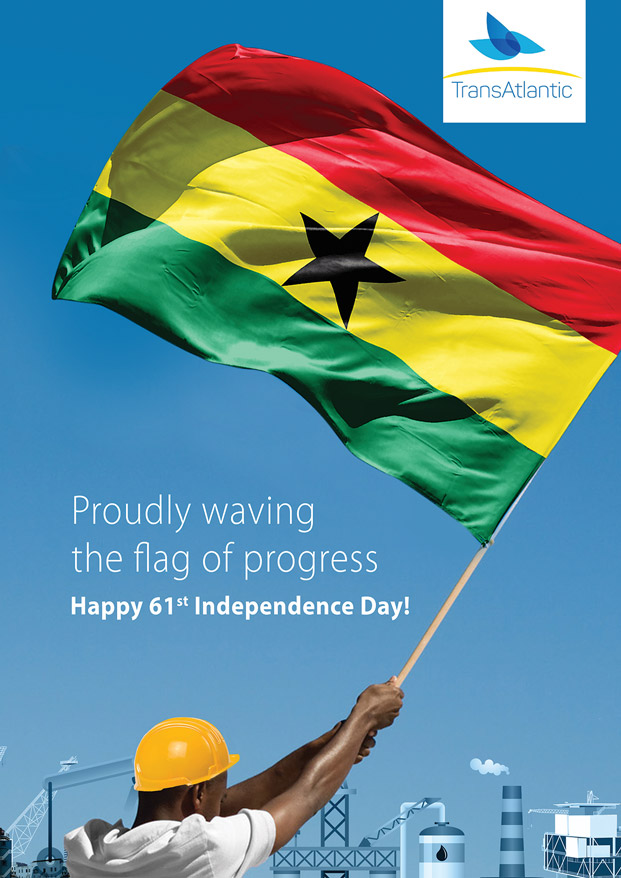 TransAtlantic
Proudly waving
the flag of progress
Happy 61st Independence Day!